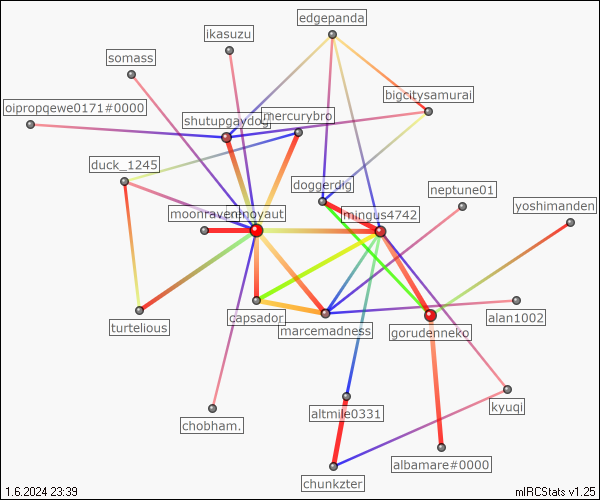 edgepanda
ikasuzu
somass
bigcitysamurai
oipropqewe0171#0000
shutupgaydog
mercurybro
duck_1245
doggerdig
neptune01
yoshimanden
moonraven
enoyaut
mingus4742
capsador
marcemadness
gorudenneko
alan1002
turtelious
kyuqi
altmile0331
chobham.
albamare#0000
chunkzter
1.6.2024 23:39
mIRCStats v1.25